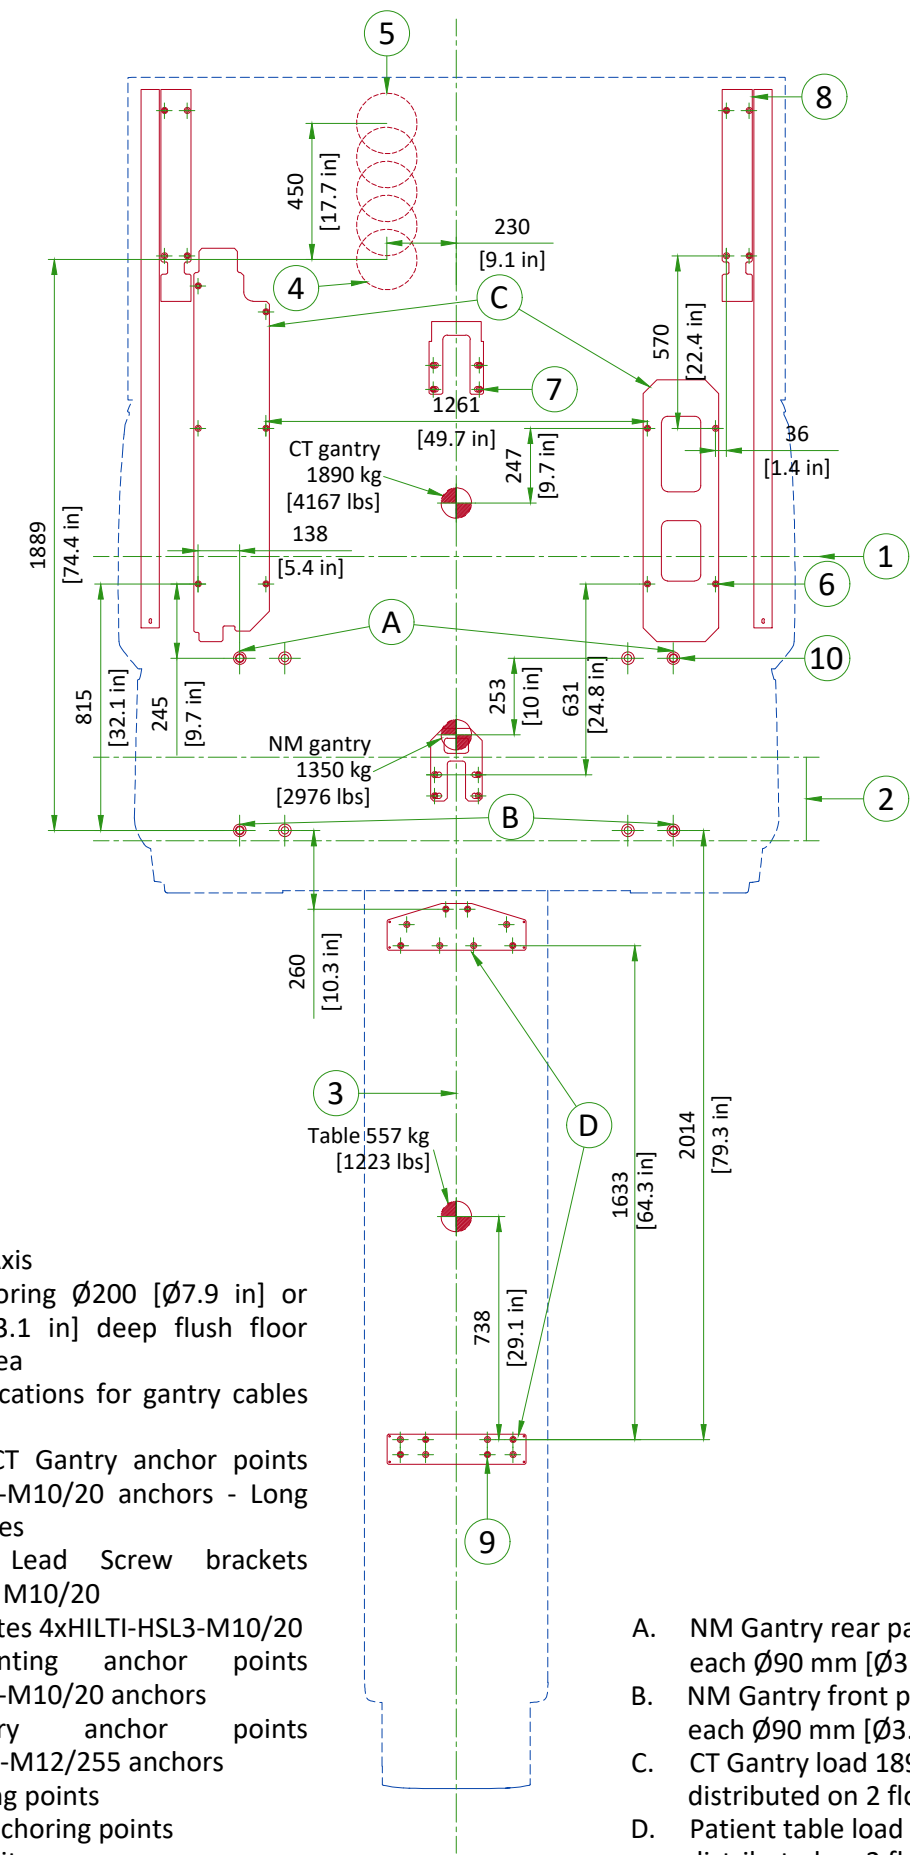 5
8
450
[17.7 in]
230
[9.1 in]
4
C
570
[22.4 in]
7
1261
[49.7 in]
36
[1.4 in]
CT gantry
1890 kg
[4167 lbs]
247
[9.7 in]
1889
[74.4 in]
138
[5.4 in]
1
6
A
10
815
[32.1 in]
245
[9.7 in]
253
[10 in]
631
[24.8 in]
NM gantry
1350 kg
[2976 lbs]
2
B
260
[10.3 in]
3
Table 557 kg
[1223 lbs]
D
1633
[64.3 in]
2014
[79.3 in]
738
[29.1 in]
9
oring Ø200 [Ø7.9 in] or
3.1 in] deep flush floor
ea
cations for gantry cables
CT Gantry anchor points
-M10/20 anchors - Long
es
Lead Screw brackets
M10/20
tes 4xHILTI-HSL3-M10/20
nting anchor points
-M10/20 anchors
ry anchor points
-M12/255 anchors
ng points
choring points
A. NM Gantry rear pa
each Ø90 mm [Ø3
B. NM Gantry front p
each Ø90 mm [Ø3.
C. CT Gantry load 189
distributed on 2 flo
D. Patient table load